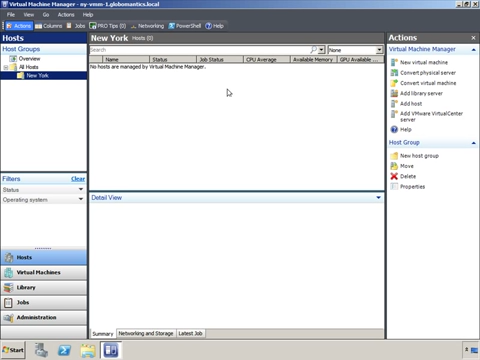 Virtual Machine Manager - ny-vmm-1.globomantics.local
File View Go Actions Help
Actions Columns Jobs PRO Tips (0) Networking PowerShell Help
Hosts
Host Groups
Overview
All Hosts
New York
Filters Clear
Status
Operating system
Hosts
Virtual Machines
Library
Jobs
Administration
New York Hosts (0)
Search None
Name Status Job Status CPU Average Available Memory GPU Available ...
No hosts are managed by Virtual Machine Manager.
Detail View
Summary Networking and Storage Latest Job
Actions
Virtual Machine Manager
New virtual machine
Convert physical server
Convert virtual machine
Add library server
Add host
Add VMware VirtualCenter
server
Help
Host Group
New host group
Move
Delete
Properties
Start